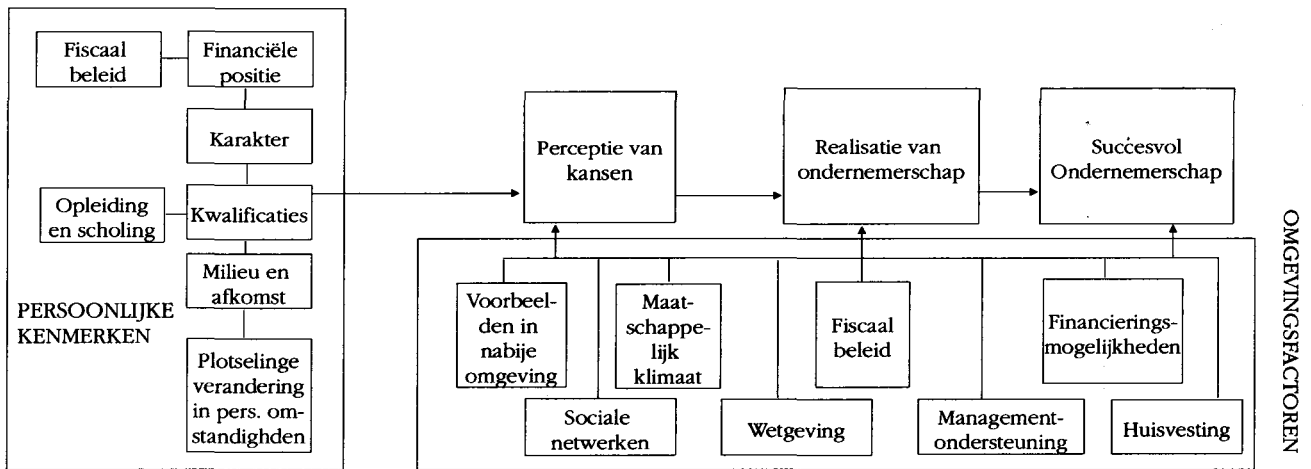 Fiscaal
beleid
Financiële
positie
Karakter
Opleiding
en scholing
Kwalificaties
Milieu en
afkomst
PERSOONLIJKE
KENMERKEN
Plotselinge
verandering
in pers. om-
standighden
Perceptie van
kansen
Realisatie van
ondernemerschap
Succesvol
Ondernemerschap
Voorbeel-
den in
nabije
omgeving
Maat-
schappe-
lijk
klimaat
Fiscaal
beleid
Financierings-
mogelijkheden
Sociale
netwerken
Wetgeving
Management-
ondersteuning
Huisvesting
OMGEVINGSFACTOREN